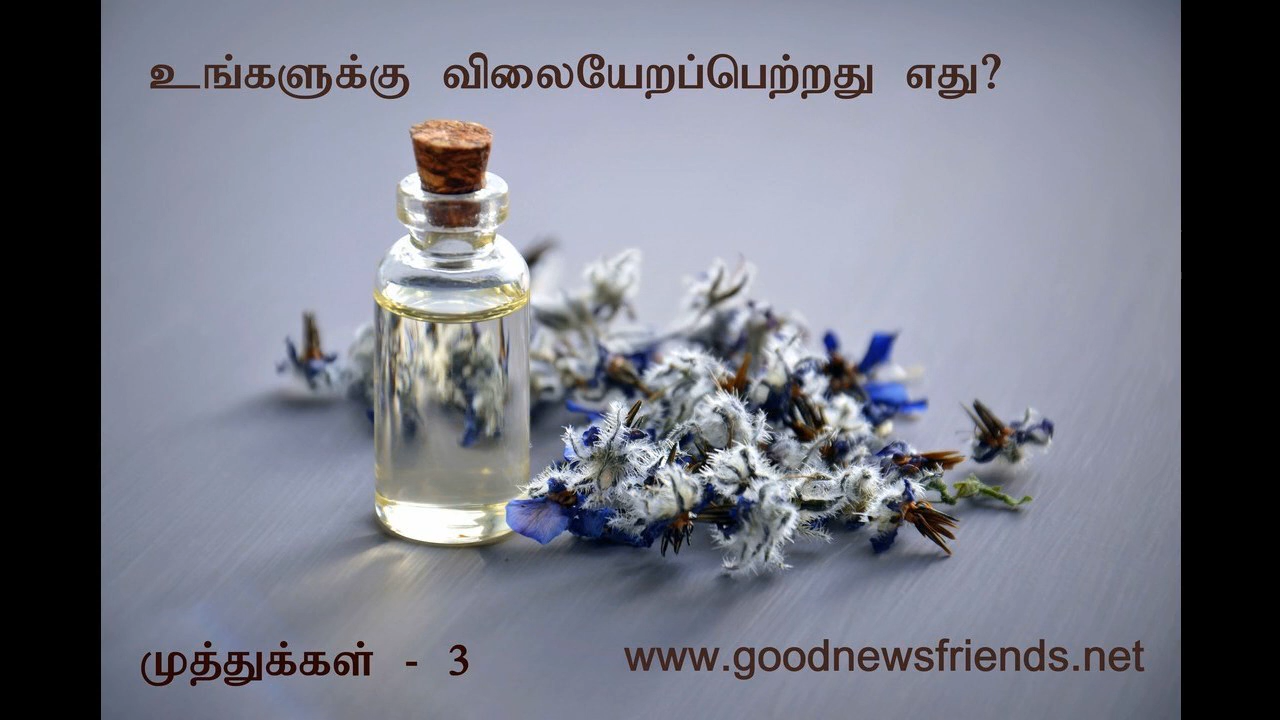 உங்களுக்கு விலையேறப்பெற்றது எது?
முத்துக்கள் - 3
www.goodnewsfriends.net